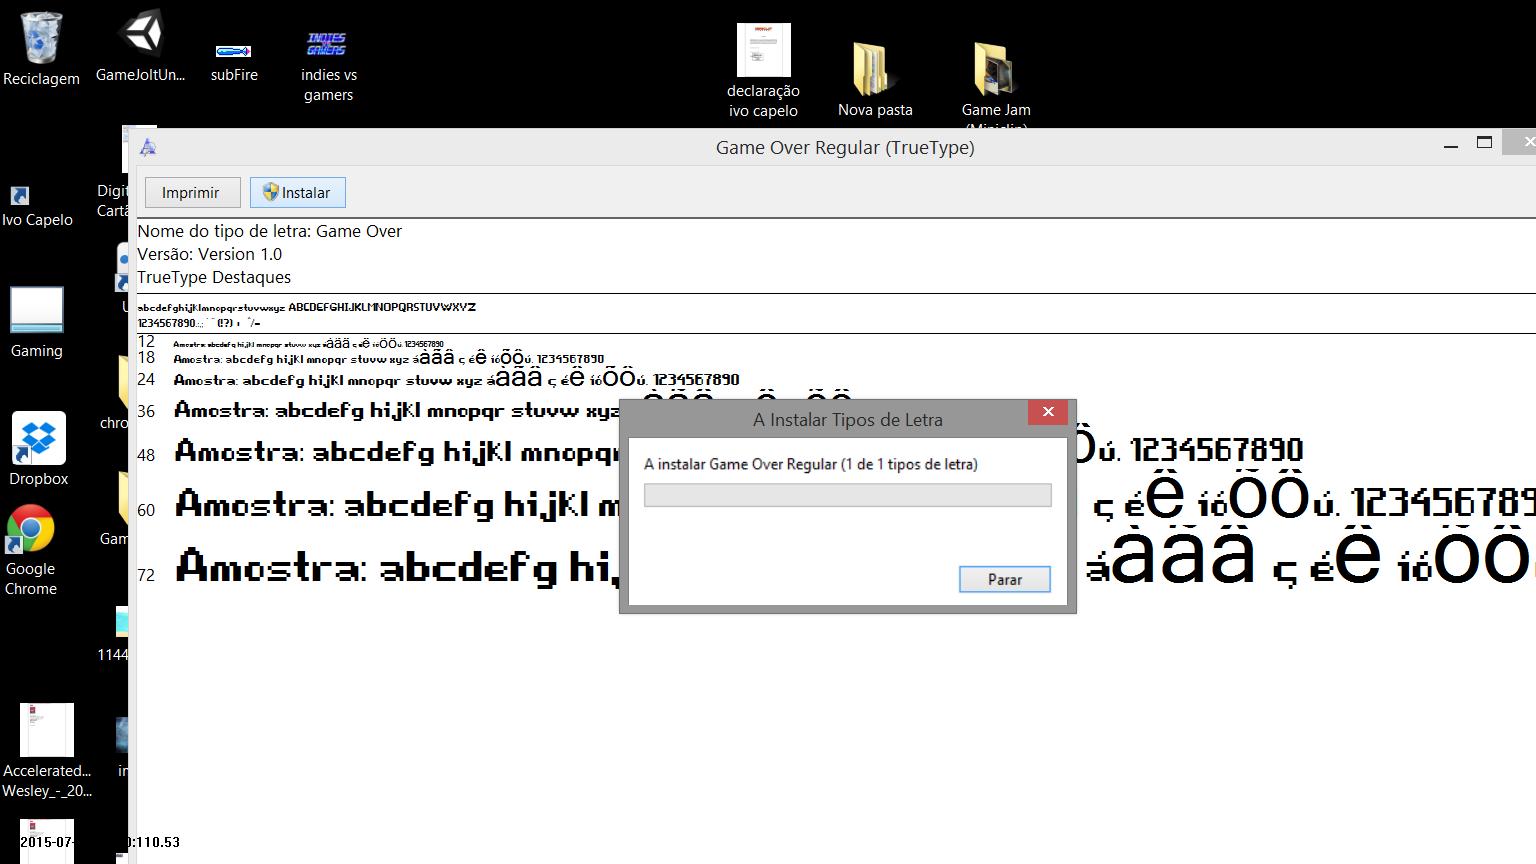 Reciclagem
GameJoltUn...
subFire
INDIES
GAMERS
indies vs
gamers
declaração
ivo capelo
Nova pasta
Game Jam
(Miniclip)
Ivo Capelo
Digit
Cartã
U
Gaming
chro
Dropbox
Gam
Google
Chrome
1144
Accelerated...
Wesley_-_20...
in
2015-07-
0:110.53
Game Over Regular (TrueType)
Imprimir
Instalar
Nome do tipo de letra: Game Over
Versão: Version 1.0
TrueType Destaques
abcdefghijklmnopqrstuvwxyz ABCDEFGHIJKLMNOPQRSTUVWXYZ
12 Amostra: abcdefg hijkl mnopqr stuvw xyz áàãâ ç éê íóõôú. 1234567890
18 Amostra: abcdefg hijkl mnopqr stuvw xyz áàãâ ç éê íóõôú. 1234567890
24 Amostra: abcdefg hijkl mnopqr stuvw xyz áàãâ ç éê íóõôú. 1234567890
36 Amostra: abcdefg hijkl mnopqr stuvw xyz
48 Amostra: abcdefg hijkl mnopq ôú. 1234567890
60 Amostra: abcdefg hijkl m ç éê íóõôú. 123456789
72 Amostra: abcdefg hij áàãâ ç éê íóõô
A Instalar Tipos de Letra
A instalar Game Over Regular (1 de 1 tipos de letra)
Parar